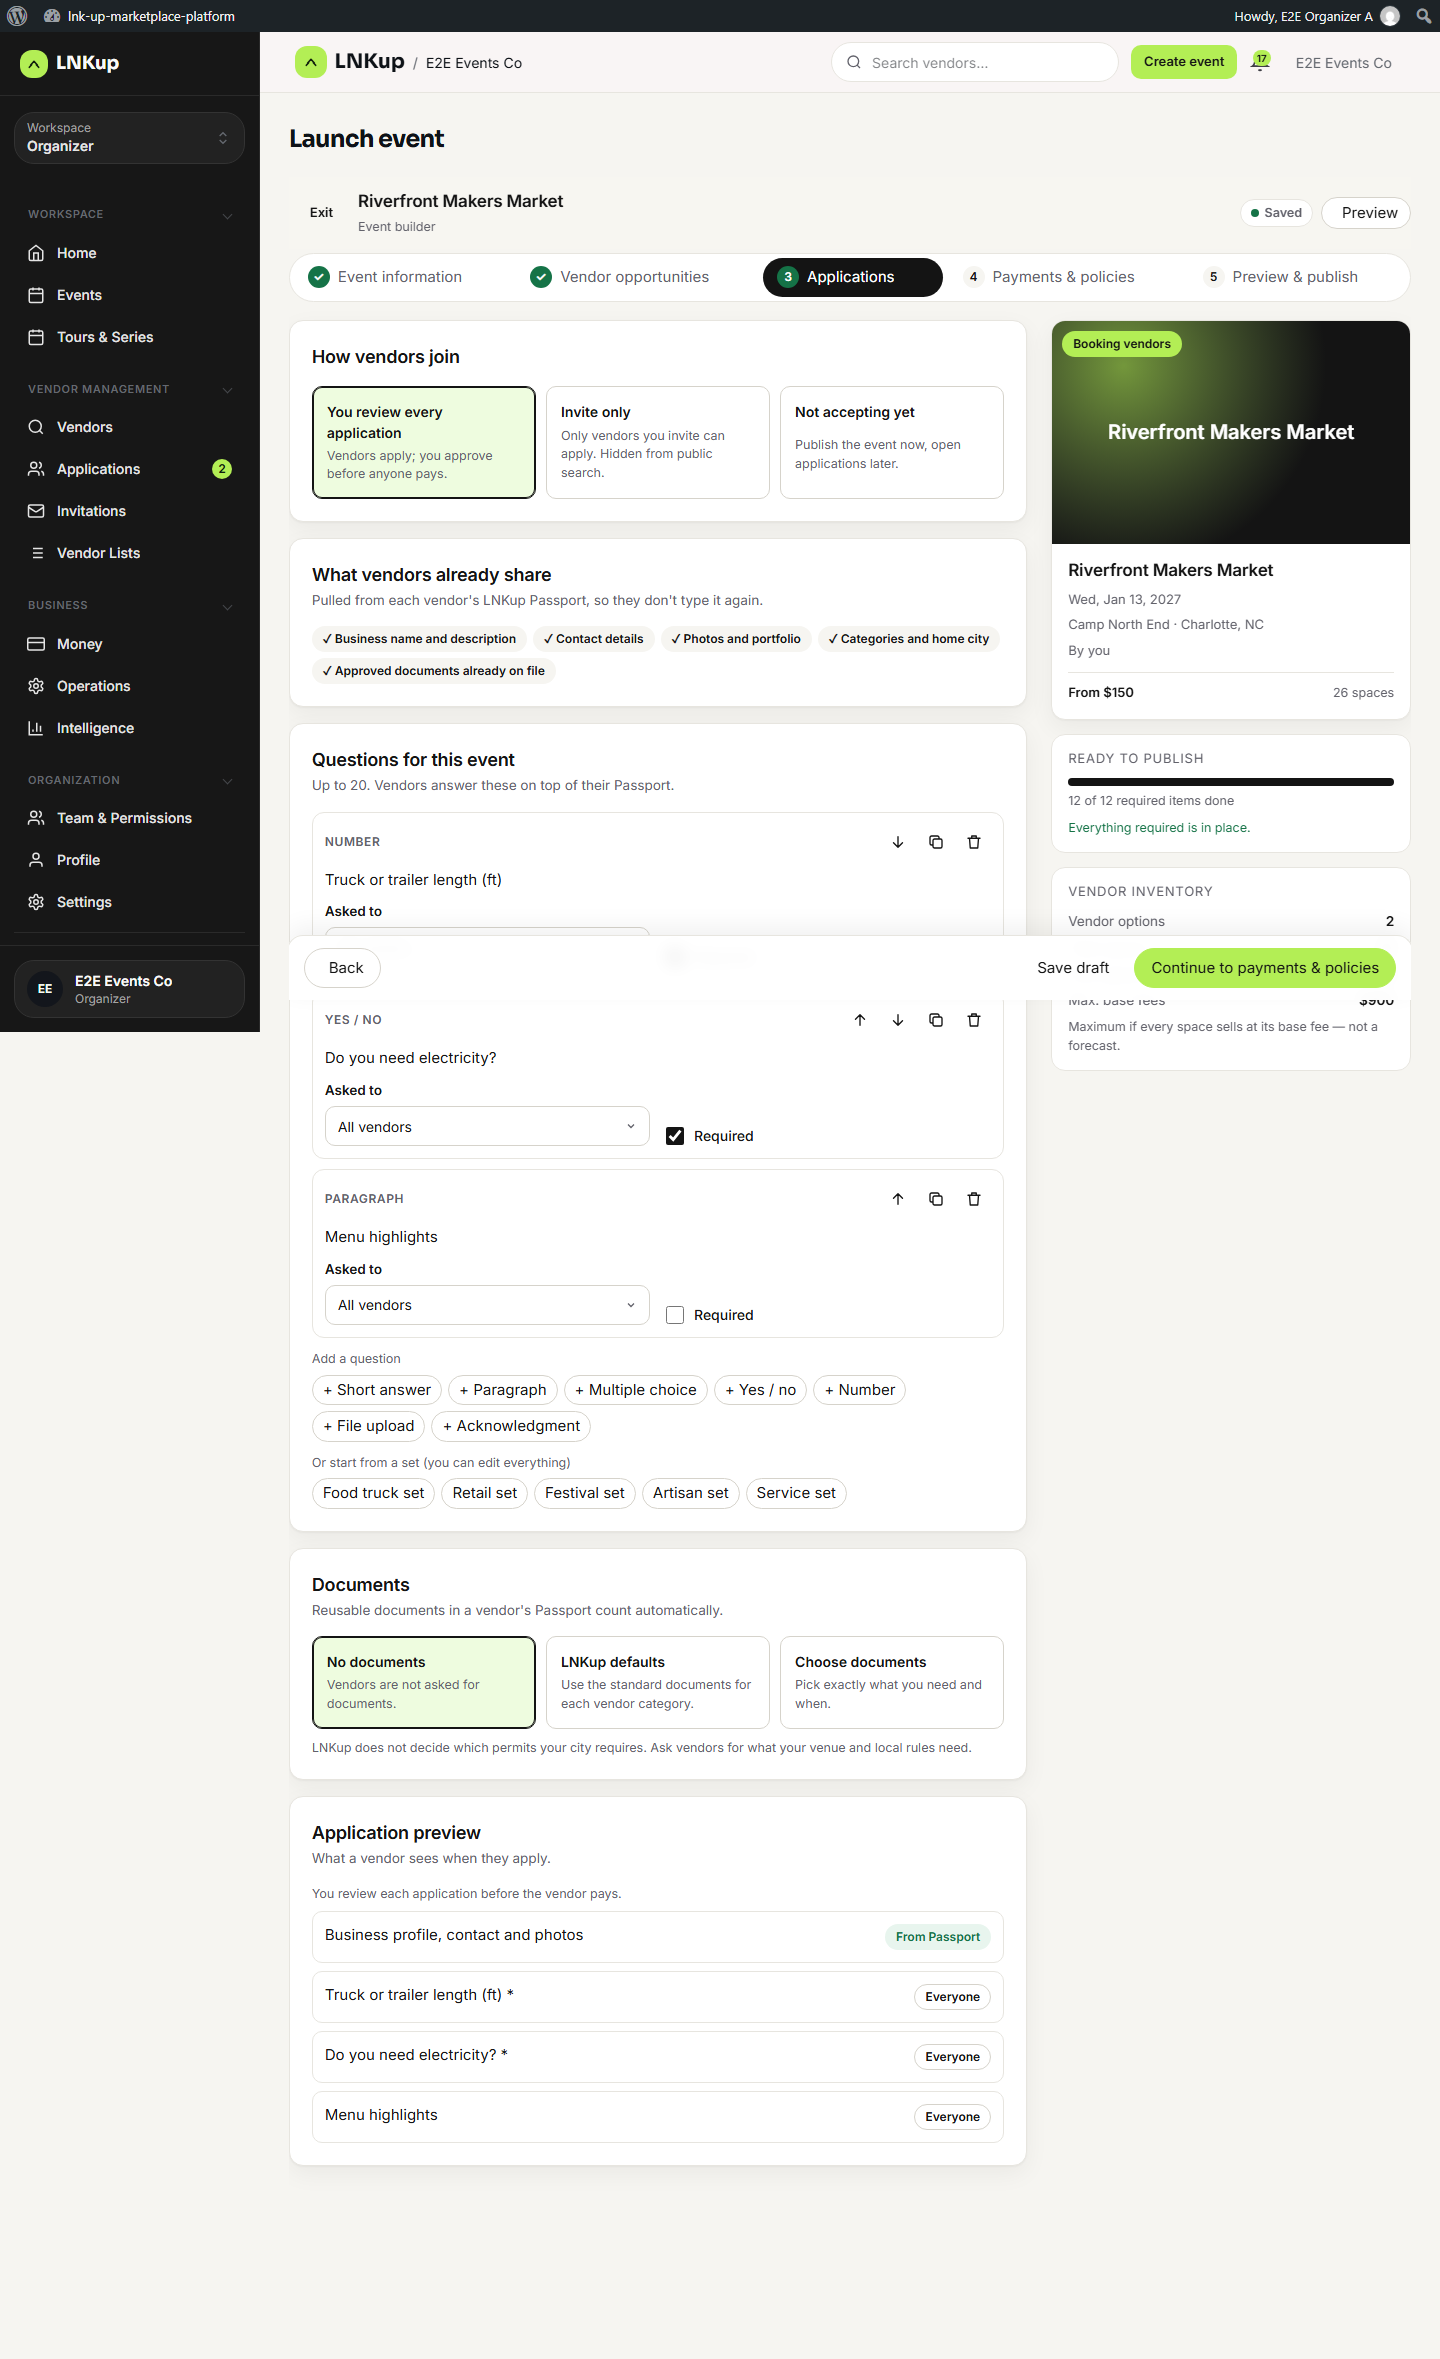 lnk-up-marketplace-platform
Howdy, E2E Organizer A
LNKup
Workspace
Organizer
WORKSPACE
Home
Events
Tours & Series
VENDOR MANAGEMENT
Vendors
Applications
2
Invitations
Vendor Lists
BUSINESS
Money
Operations
Intelligence
ORGANIZATION
Team & Permissions
Profile
Settings
EE
E2E Events Co
Organizer
LNKup / E2E Events Co
Search vendors...
Create event
17
E2E Events Co
Launch event
Exit
Riverfront Makers Market
Event builder
Saved
Preview
Event information
Vendor opportunities
3 Applications
4 Payments & policies
5 Preview & publish
How vendors join
You review every
application
Vendors apply; you approve
before anyone pays.
Invite only
Only vendors you invite can
apply. Hidden from public
search.
Not accepting yet
Publish the event now, open
applications later.
What vendors already share
Pulled from each vendor's LNKup Passport, so they don't type it again.
✓ Business name and description
✓ Contact details
✓ Photos and portfolio
✓ Categories and home city
✓ Approved documents already on file
Questions for this event
Up to 20. Vendors answer these on top of their Passport.
NUMBER
Truck or trailer length (ft)
Asked to
Back
Save draft
Continue to payments & policies
YES / NO
Do you need electricity?
Asked to
All vendors
Required
PARAGRAPH
Menu highlights
Asked to
All vendors
Required
Add a question
+ Short answer
+ Paragraph
+ Multiple choice
+ Yes / no
+ Number
+ File upload
+ Acknowledgment
Or start from a set (you can edit everything)
Food truck set
Retail set
Festival set
Artisan set
Service set
Documents
Reusable documents in a vendor's Passport count automatically.
No documents
Vendors are not asked for
documents.
LNKup defaults
Use the standard documents for
each vendor category.
Choose documents
Pick exactly what you need and
when.
LNKup does not decide which permits your city requires. Ask vendors for what your venue and local rules need.
Application preview
What a vendor sees when they apply.
You review each application before the vendor pays.
Business profile, contact and photos
From Passport
Truck or trailer length (ft) *
Everyone
Do you need electricity? *
Everyone
Menu highlights
Everyone
Booking vendors
Riverfront Makers Market
Riverfront Makers Market
Wed, Jan 13, 2027
Camp North End · Charlotte, NC
By you
From $150
26 spaces
READY TO PUBLISH
12 of 12 required items done
Everything required is in place.
VENDOR INVENTORY
Vendor options
2
Max. base fees
$900
Maximum if every space sells at its base fee — not a
forecast.